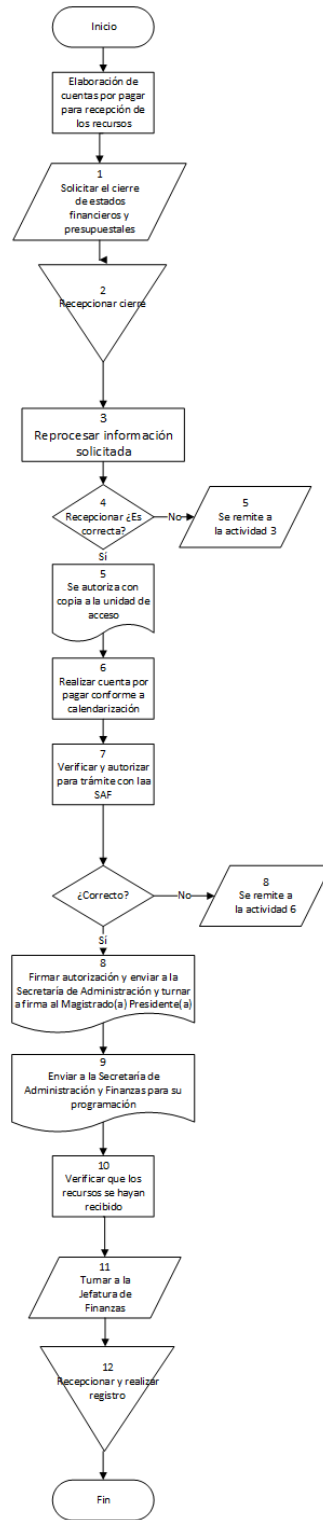 Inicio
Elaboración de
cuentas por pagar
para recepción de
los recursos
1
Solicitar el cierre
de estados
financieros y
presupuestales
2
Recepcionar cierre
3
Reprocesar información
solicitada
4
Recepcionar ¿Es
correcta?
No
5
Se remite a
la actividad 3
Sí
5
Se autoriza con
copia a la unidad de
acceso
6
Realizar cuenta por
pagar conforme a
calendarización
7
Verificar y autorizar
para trámite con laa
SAF
¿Correcto?
No
8
Se remite a
la actividad 6
Sí
8
Firmar autorización y enviar a la
Secretaría de Administración y turnar
a firma al Magistrado(a) Presidente(a)
9
Enviar a la Secretaría de
Administración y Finanzas para su
programación
10
Verificar que los
recursos se hayan
recibido
11
Turnar a la
Jefatura de
Finanzas
12
Recepcionar y realizar
registro
Fin